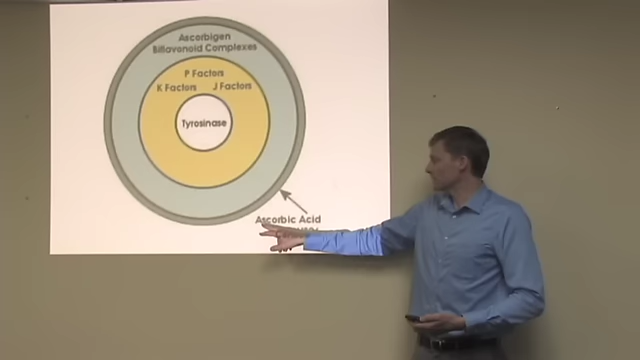 Ascorbigen
Bioflavonoid Complexes
P Factors
K Factors J Factors
Tyrosinase
Ascorbic Acid